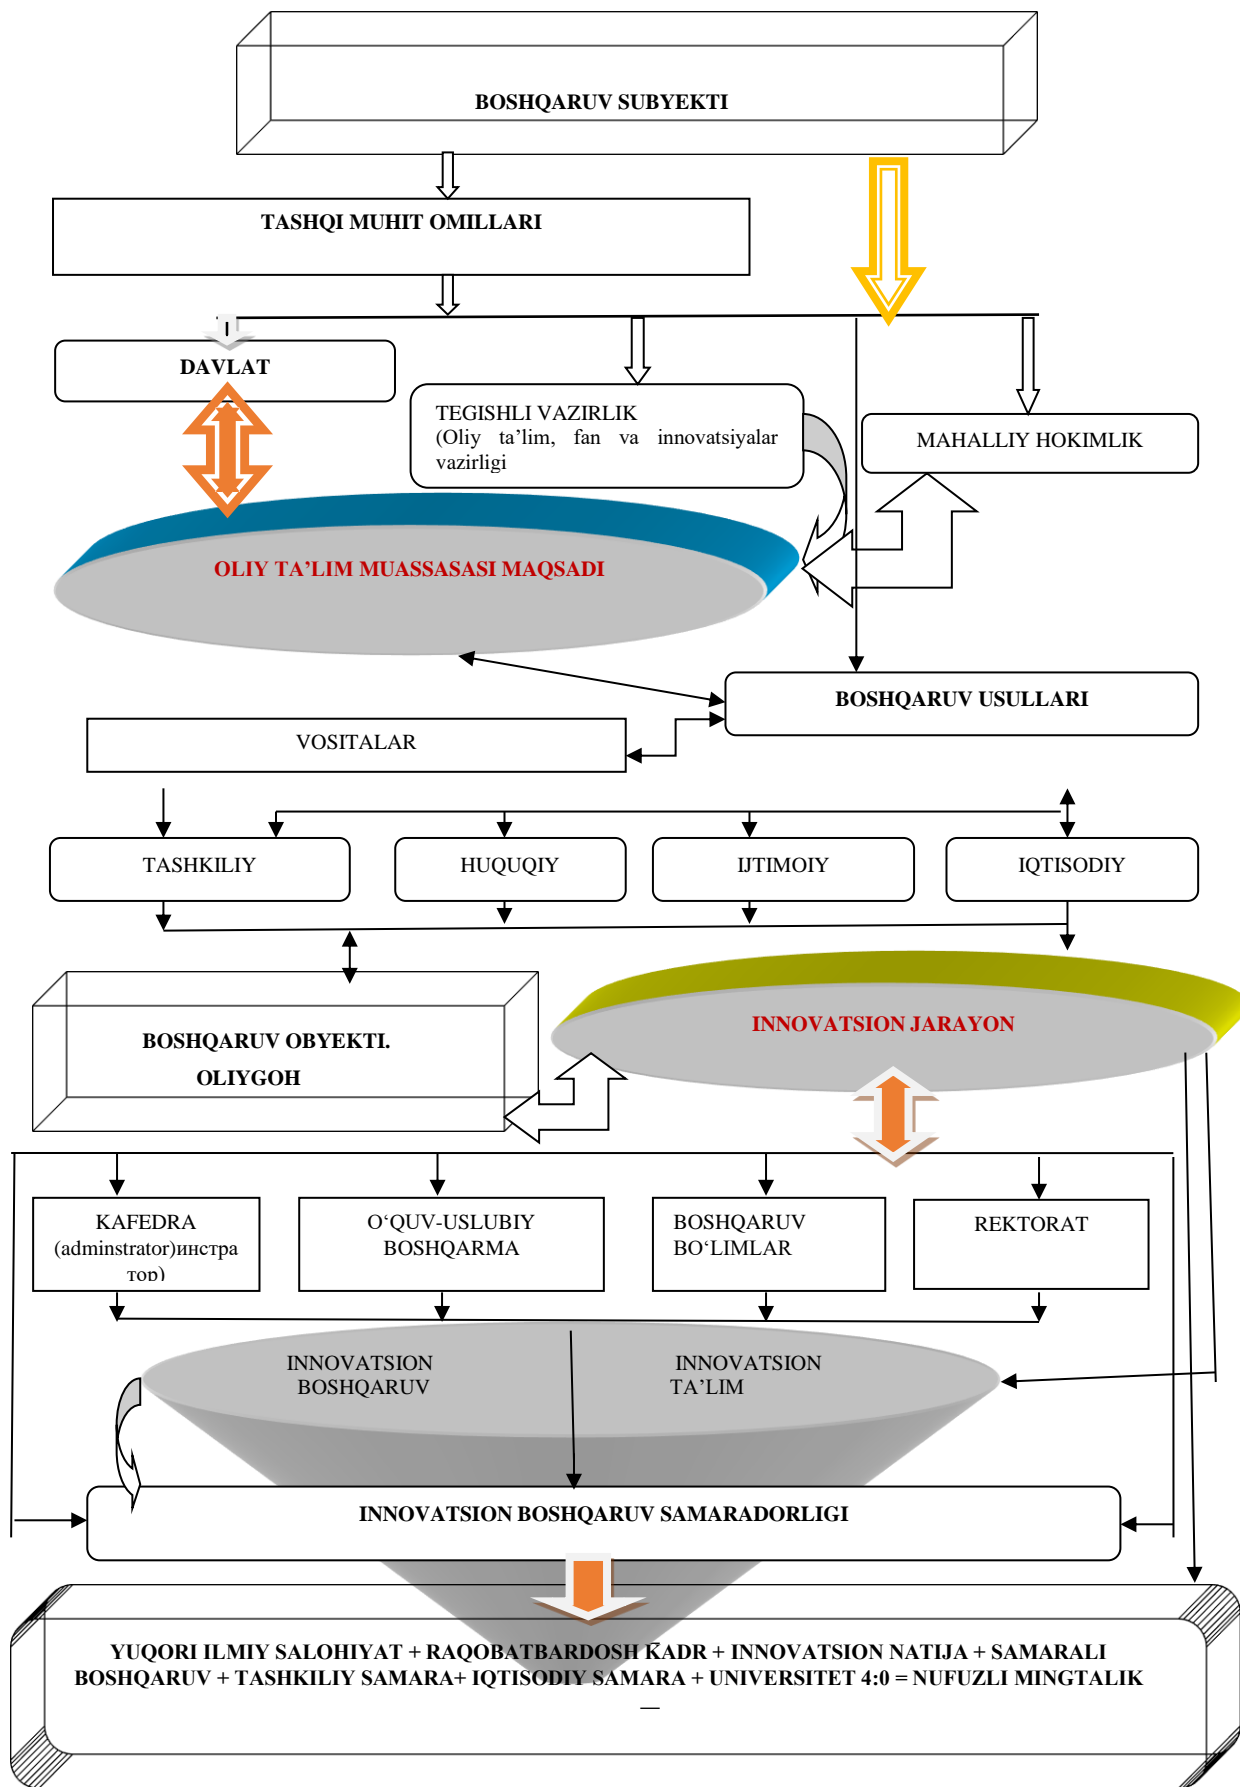 BOSHQARUV SUBYEKTI
TASHQI MUHIT OMILLARI
DAVLAT
TEGISHLI VAZIRLIK
(Oliy ta’lim, fan va innovatsiyalar
vazirligi
MAHALLIY HOKIMLIK
OLIY TA’LIM MUASSASASI MAQSADI
BOSHQARUV USULLARI
VOSITALAR
TASHKILIY
HUQUQIY
IJTIMOIY
IQTISODIY
INNOVATSION JARAYON
BOSHQARUV OBYEKTI.
OLIYGOH
KAFEDRA
(adminstrator)инстра
тор)
O‘QUV-USLUBIY
BOSHQARMA
BOSHQARUV
BO‘LIMLAR
REKTORAT
INNOVATSION
BOSHQARUV
INNOVATSION
TA’LIM
INNOVATSION BOSHQARUV SAMARADORLIGI
YUQORI ILMIY SALOHIYAT + RAQOBATBARDOSH KADR + INNOVATSION NATIJA + SAMARALI
BOSHQARUV + TASHKILIY SAMARA+ IQTISODIY SAMARA + UNIVERSITET 4:0 = NUFUZLI MINGTALIK